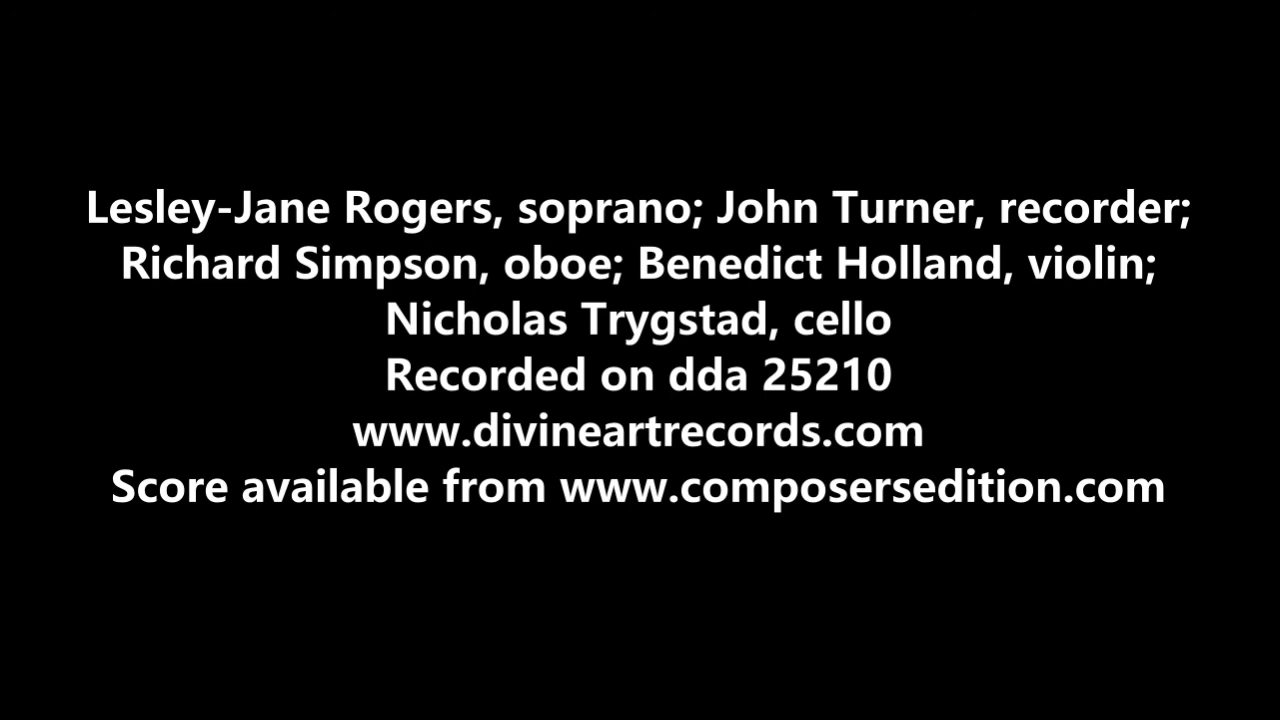 Lesley-Jane Rogers, soprano; John Turner, recorder;
Richard Simpson, oboe; Benedict Holland, violin;
Nicholas Trygstad, cello
Recorded on dda 25210
www.divineartrecords.com
Score available from www.composersedition.com